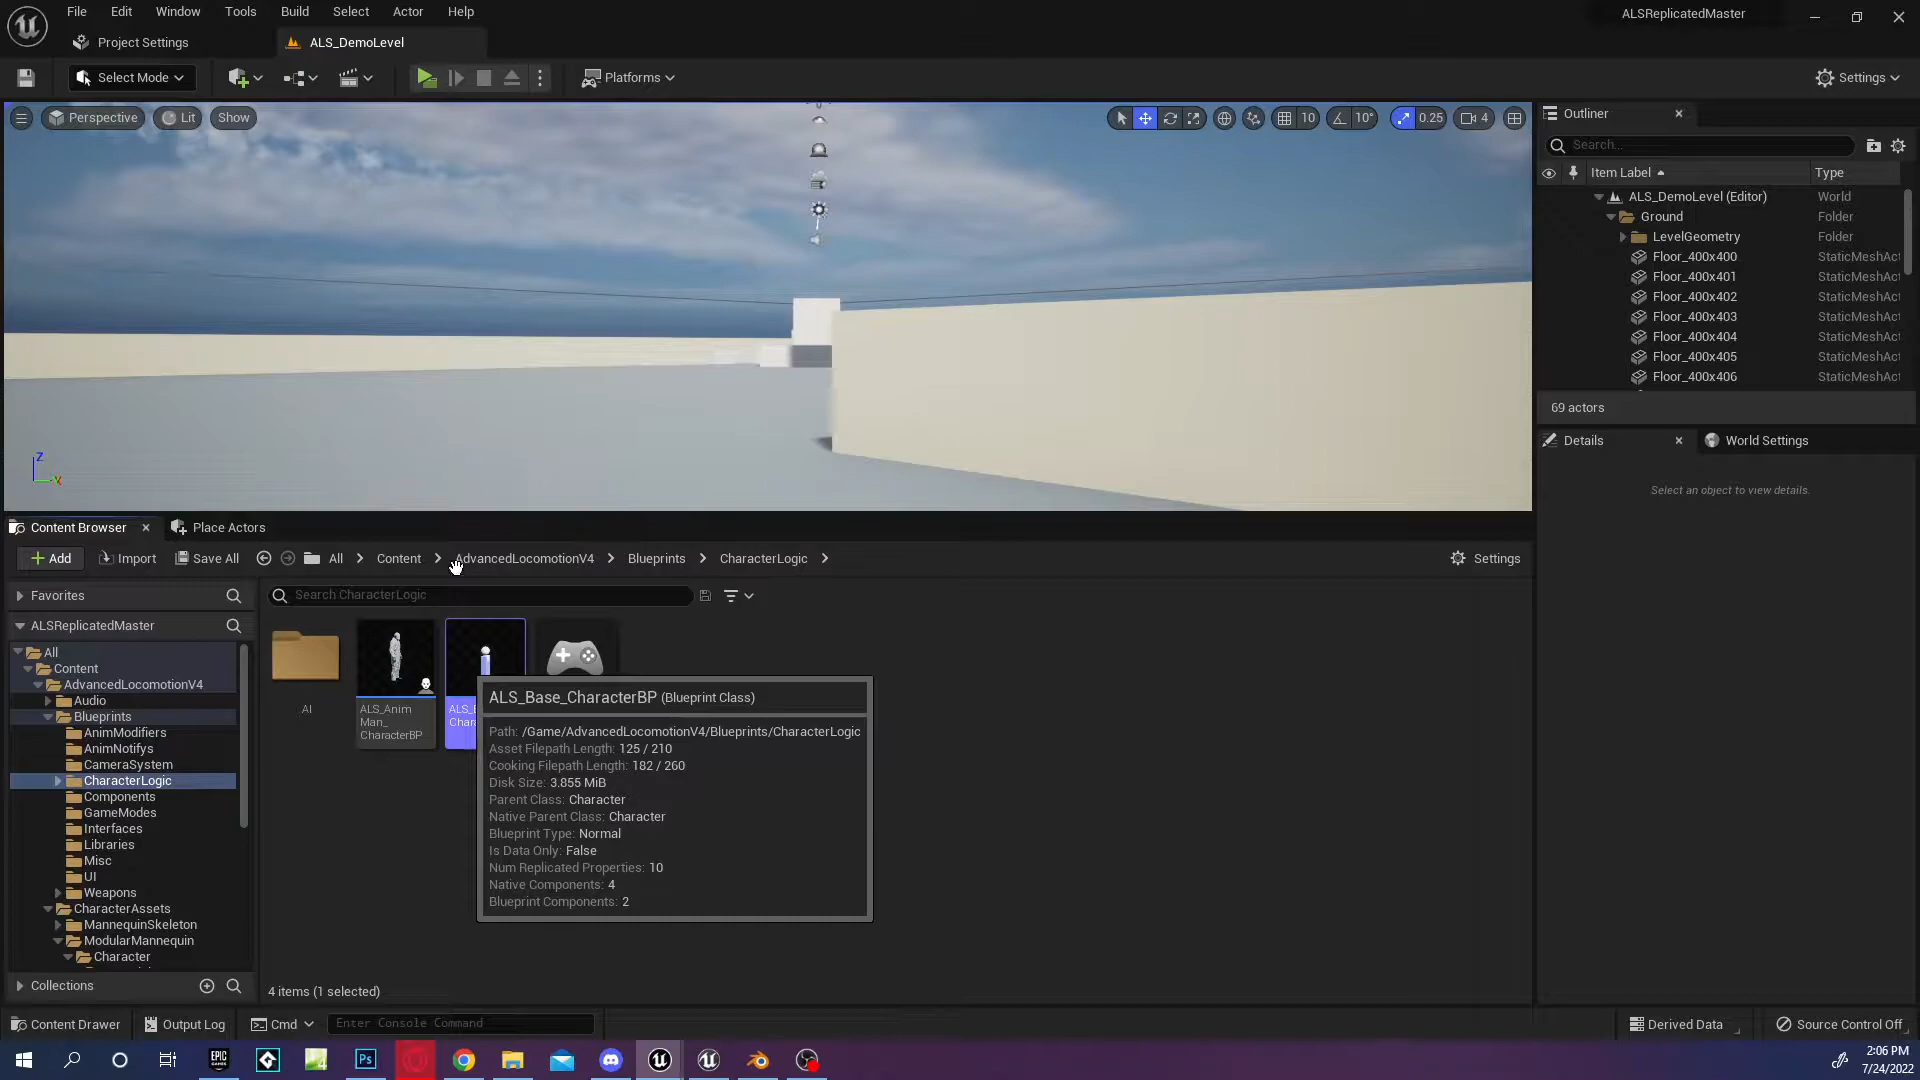 File Edit Window Tools Build Select Actor Help
ALSReplicatedMaster
Project Settings
ALS_DemoLevel
Select Mode
Platforms
Settings
Perspective
Lit
Show
10
10°
0.25
4
Outliner
Search...
Item Label
Type
ALS_DemoLevel (Editor) World
Ground Folder
LevelGeometry Folder
Floor_400x400 StaticMeshAct
Floor_400x401 StaticMeshAct
Floor_400x402 StaticMeshAct
Floor_400x403 StaticMeshAct
Floor_400x404 StaticMeshAct
Floor_400x405 StaticMeshAct
Floor_400x406 StaticMeshAct
69 actors
Details
World Settings
Select an object to view details.
Z
Content Browser
Place Actors
Add
Import
Save All
All
Content
AdvancedLocomotionV4
Blueprints
CharacterLogic
Settings
Favorites
Search CharacterLogic
ALSReplicatedMaster
All
Content
AdvancedLocomotionV4
Audio
Blueprints
AnimModifiers
AnimNotifys
CameraSystem
CharacterLogic
Components
GameModes
Interfaces
Libraries
Misc
UI
Weapons
CharacterAssets
MannequinSkeleton
ModularMannequin
Character
Collections
AI
ALS_Anim
Man_
CharacterBP
ALS_Base_CharacterBP (Blueprint Class)
Path: /Game/AdvancedLocomotionV4/Blueprints/CharacterLogic
Asset Filepath Length: 125 / 210
Cooking Filepath Length: 182 / 260
Disk Size: 3.855 MiB
Parent Class: Character
Native Parent Class: Character
Blueprint Type: Normal
Is Data Only: False
Num Replicated Properties: 10
Native Components: 4
Blueprint Components: 2
4 items (1 selected)
Content Drawer
Output Log
Cmd
Enter Console Command
Derived Data
Source Control Off
EPIC
GAMES
Ps
2:06 PM
7/24/2022